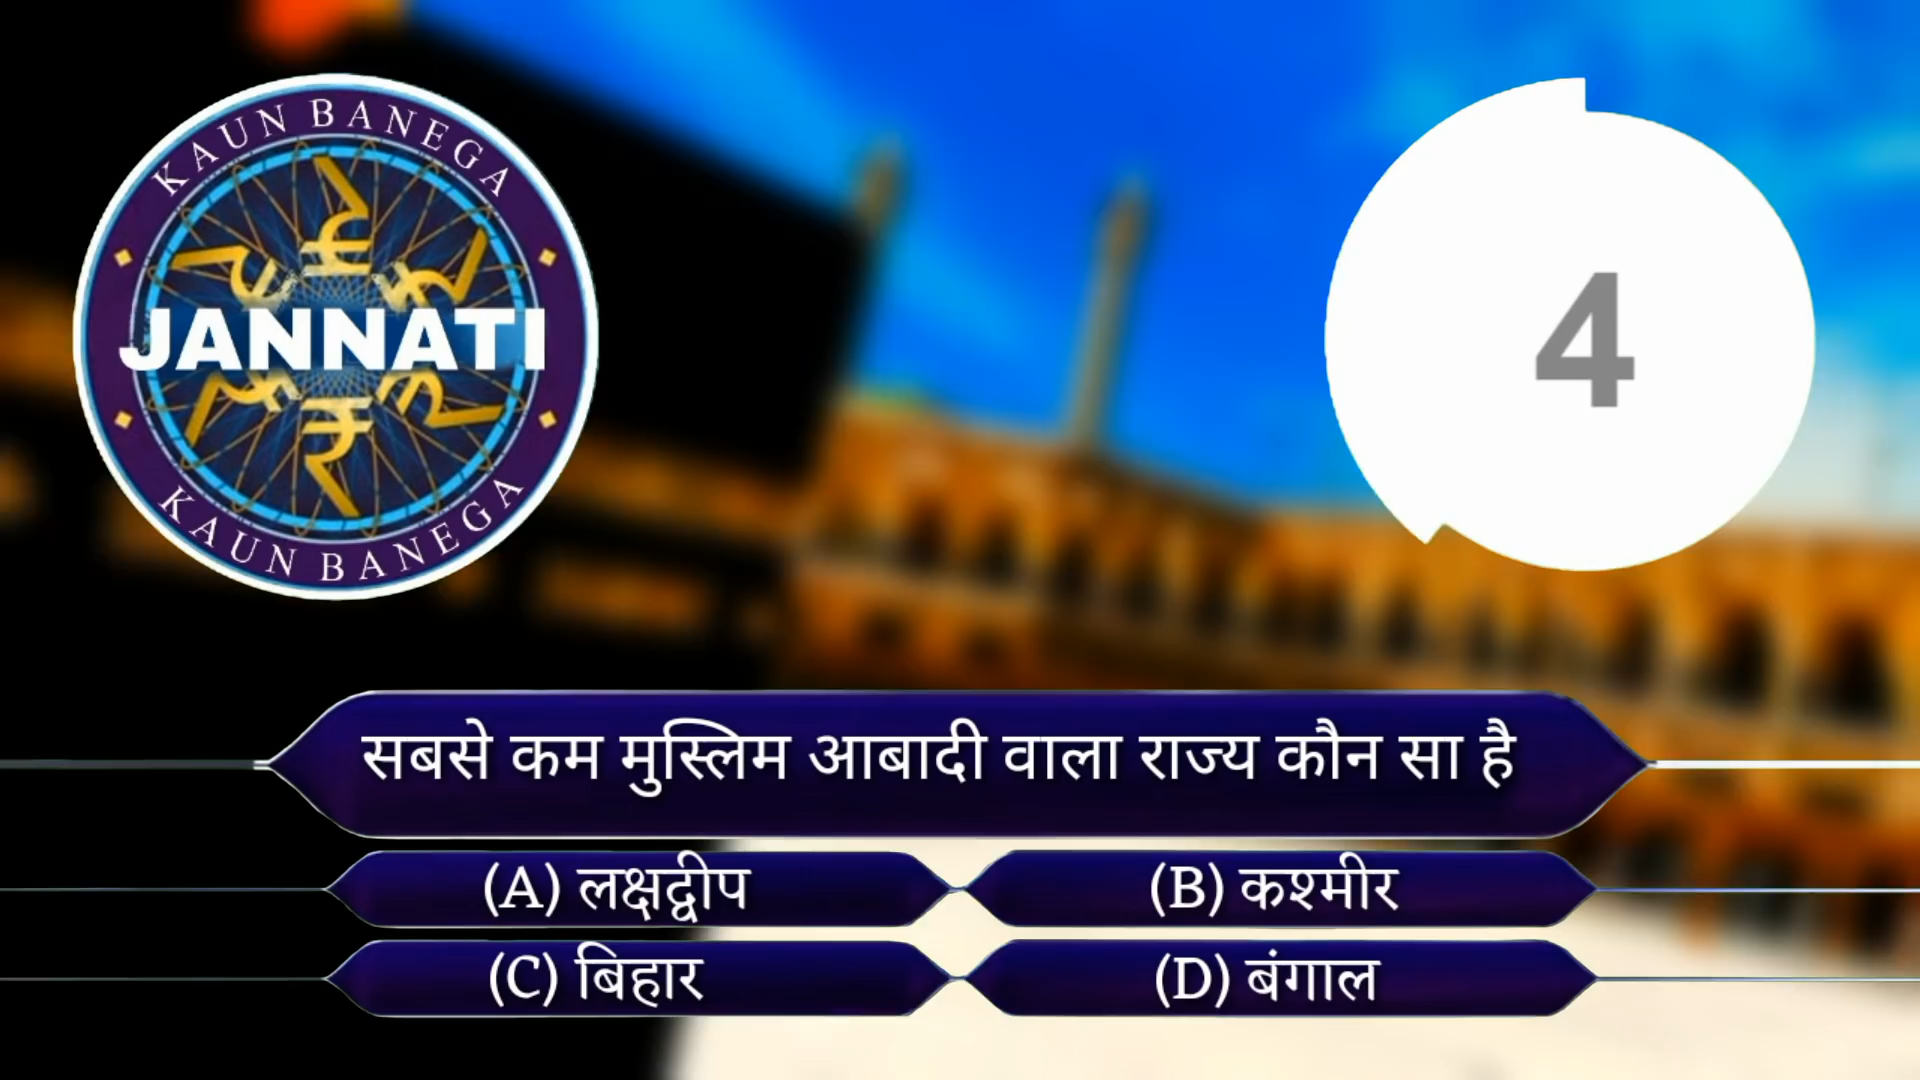 KAUN BANEGA
JANNATI
KAUN BANEGA
4
सबसे कम मुस्लिम आबादी वाला राज्य कौन सा है
(A) लक्षद्वीप
(B) कश्मीर
(C) बिहार
(D) बंगाल